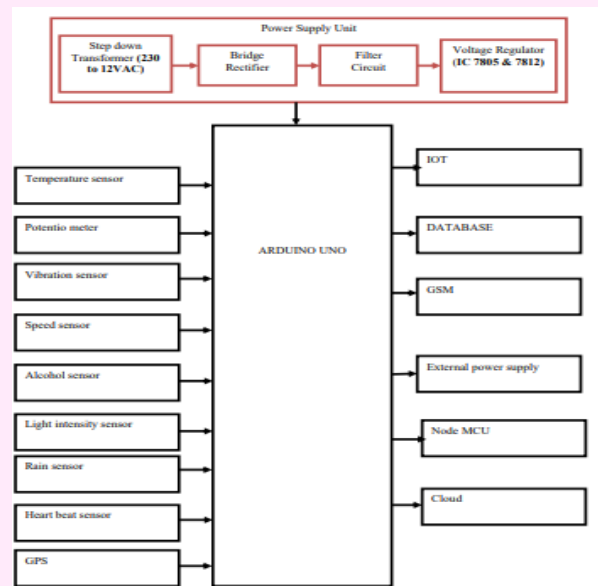 Power Supply Unit
Step down
Transformer (230
to 12VAC)
Bridge
Rectifier
Filter
Circuit
Voltage Regulator
(IC 7805 & 7812)
Temperature sensor
Potentio meter
Vibration sensor
Speed sensor
Alcohol sensor
Light intensity sensor
Rain sensor
Heart beat sensor
GPS
ARDUINO UNO
IOT
DATABASE
GSM
External power supply
Node MCU
Cloud